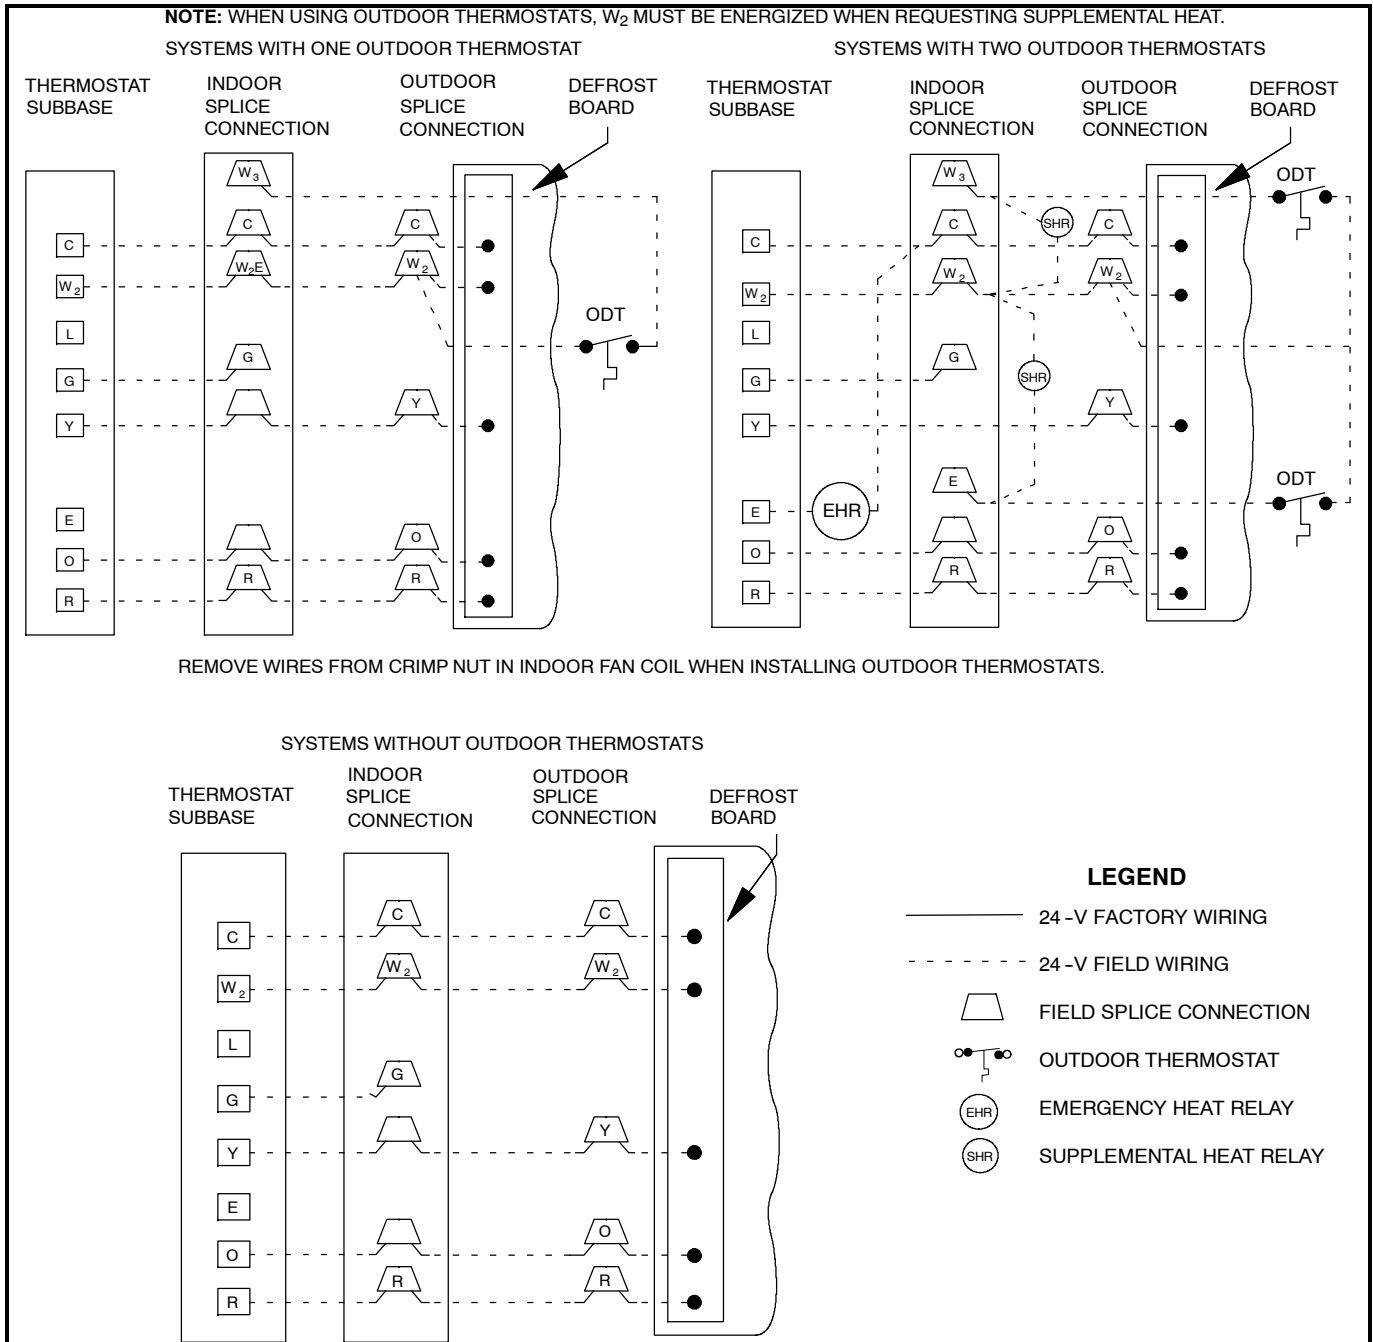 NOTE: WHEN USING OUTDOOR THERMOSTATS, W2 MUST BE ENERGIZED WHEN REQUESTING SUPPLEMENTAL HEAT.
SYSTEMS WITH ONE OUTDOOR THERMOSTAT
THERMOSTAT
SUBBASE
INDOOR
SPLICE
CONNECTION
OUTDOOR
SPLICE
CONNECTION
DEFROST
BOARD
W3
C
C
C
W2
W2E
W2
L
ODT
G
G
Y
Y
E
O
O
R
R
R
SYSTEMS WITH TWO OUTDOOR THERMOSTATS
THERMOSTAT
SUBBASE
INDOOR
SPLICE
CONNECTION
OUTDOOR
SPLICE
CONNECTION
DEFROST
BOARD
W3
ODT
C
C
SHR
C
W2
W2
W2
L
G
G
SHR
Y
Y
E
ODT
E
EHR
O
O
R
R
R
REMOVE WIRES FROM CRIMP NUT IN INDOOR FAN COIL WHEN INSTALLING OUTDOOR THERMOSTATS.
SYSTEMS WITHOUT OUTDOOR THERMOSTATS
THERMOSTAT
SUBBASE
INDOOR
SPLICE
CONNECTION
OUTDOOR
SPLICE
CONNECTION
DEFROST
BOARD
C
C
C
W2
W2
W2
L
G
G
Y
Y
E
O
O
R
R
R
LEGEND
24-V FACTORY WIRING
24-V FIELD WIRING
FIELD SPLICE CONNECTION
OUTDOOR THERMOSTAT
EHR EMERGENCY HEAT RELAY
SHR SUPPLEMENTAL HEAT RELAY